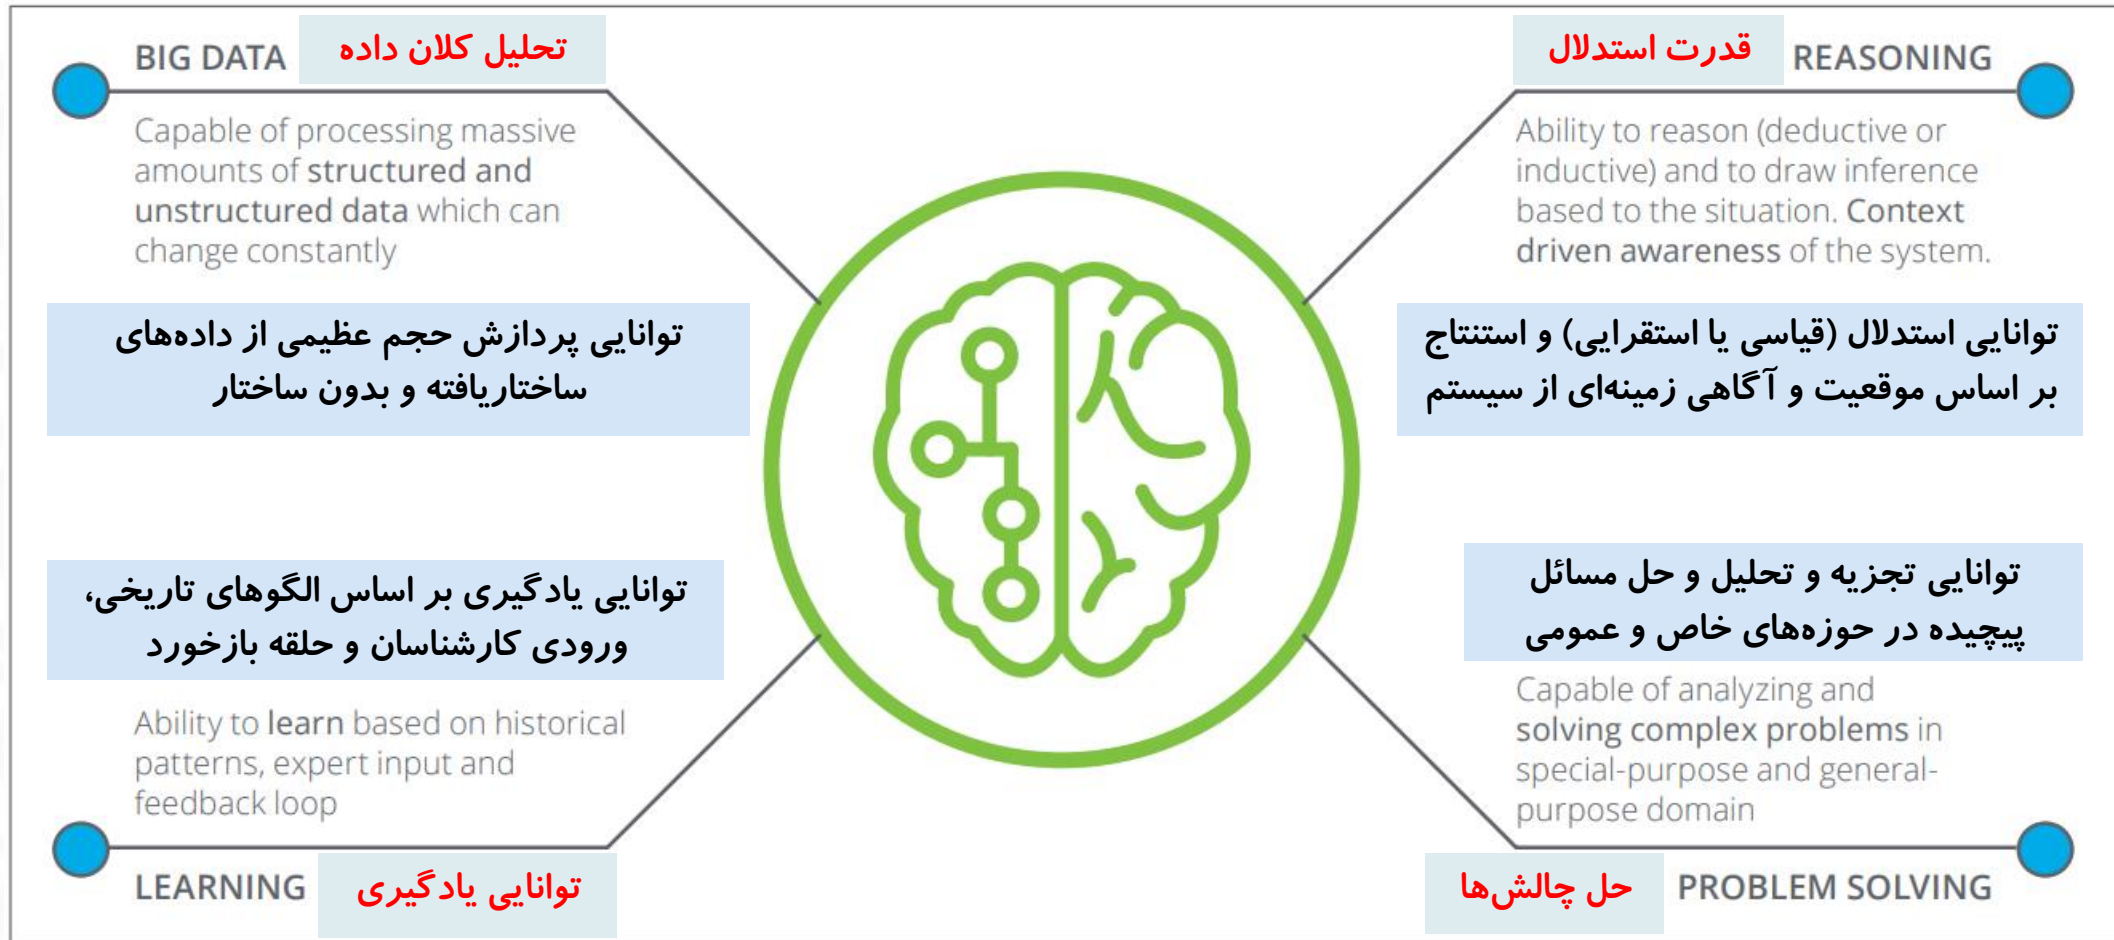 BIG DATA
تحلیل کلان داده
Capable of processing massive
amounts of structured and
unstructured data which can
change constantly
توانایی پردازش حجم عظیمی از داده‌های
ساختاریافته و بدون ساختار
قدرت استدلال
REASONING
Ability to reason (deductive or
inductive) and to draw inference
based to the situation. Context
driven awareness of the system.
توانایی استدلال (قیاسی یا استقرایی) و استنتاج
بر اساس موقعیت و آگاهی زمینه‌ای از سیستم
توانایی یادگیری بر اساس الگوهای تاریخی،
ورودی کارشناسان و حلقه بازخورد
Ability to learn based on historical
patterns, expert input and
feedback loop
LEARNING
توانایی یادگیری
توانایی تجزیه و تحلیل و حل مسائل
پیچیده در حوزه‌های خاص و عمومی
Capable of analyzing and
solving complex problems in
special-purpose and general-
purpose domain
حل چالش‌ها
PROBLEM SOLVING